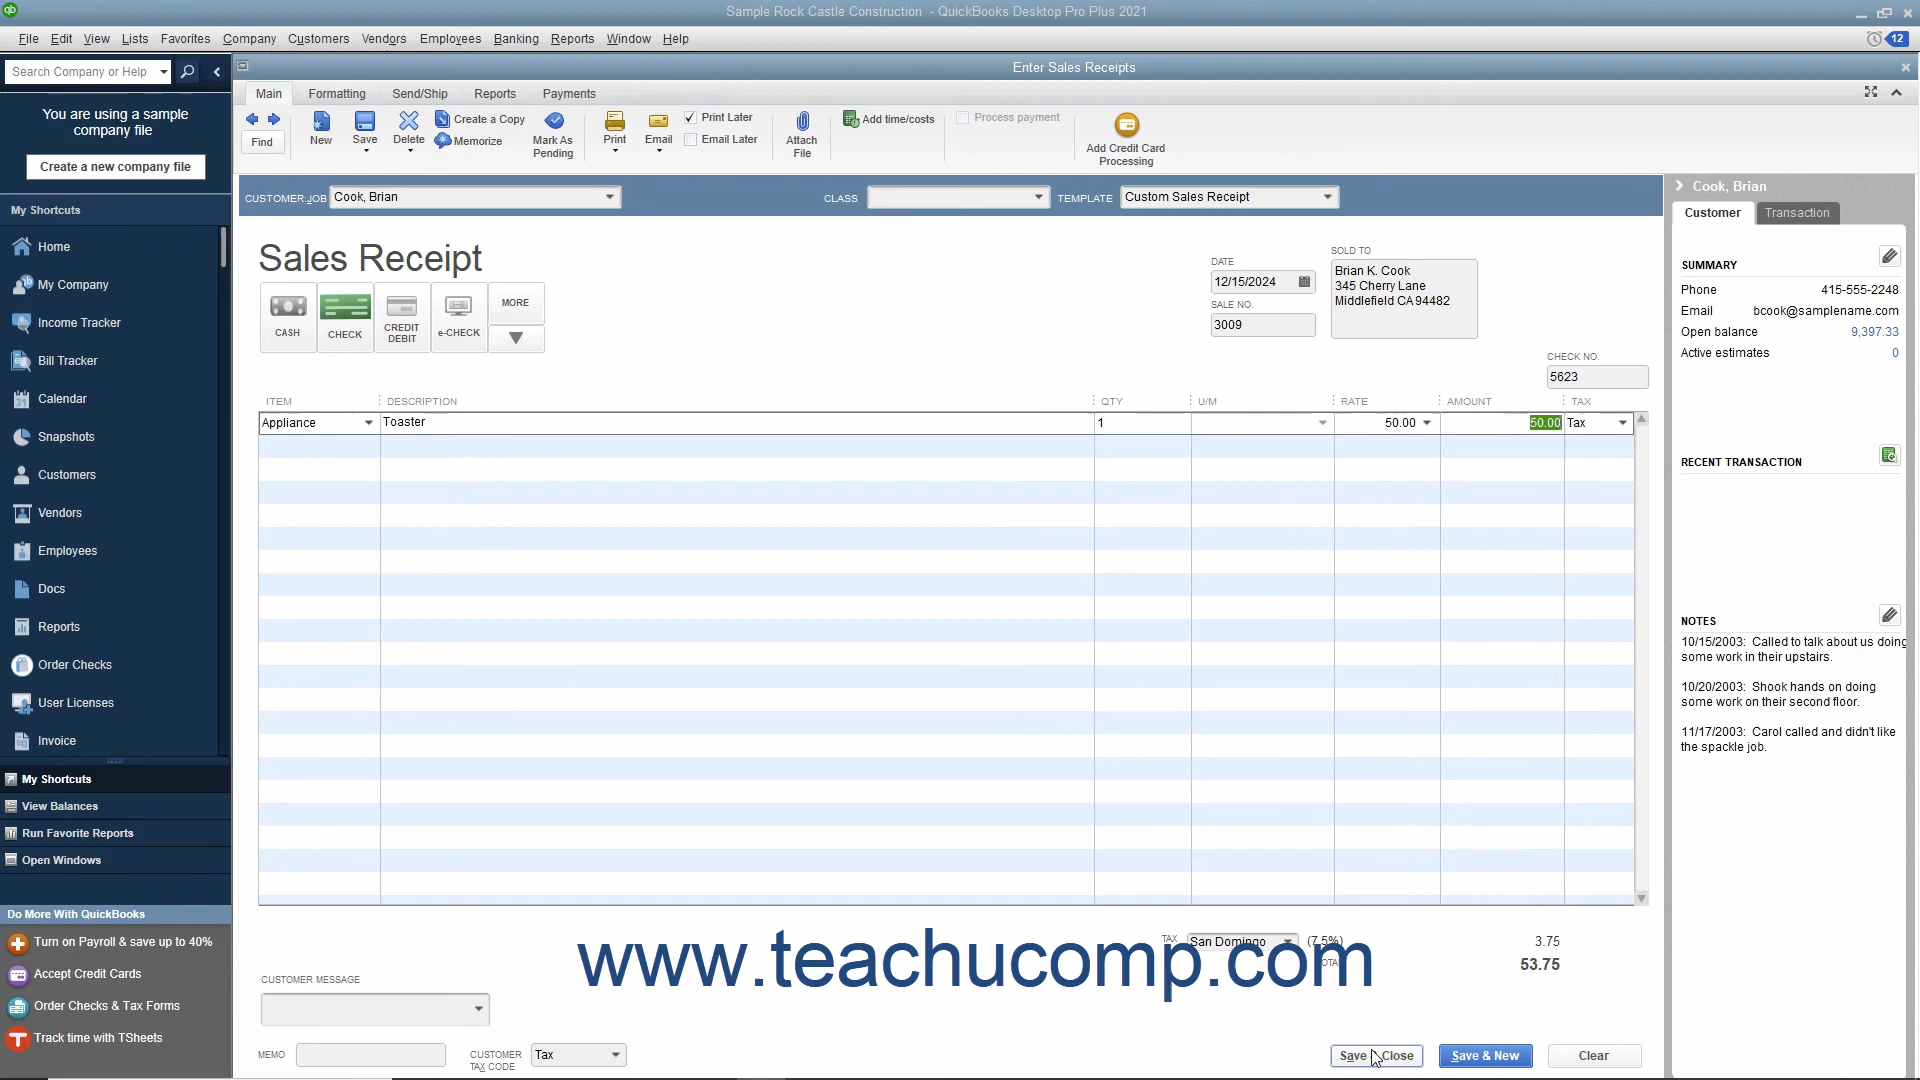 Sample Rock Castle Construction - QuickBooks Desktop Pro Plus 2021
File Edit View Lists Favorites Company Customers Vendors Employees Banking Reports Window Help
12
Search Company or Help
Enter Sales Receipts
You are using a sample
company file
Create a new company file
My Shortcuts
Home
My Company
Income Tracker
Bill Tracker
Calendar
Snapshots
Customers
Vendors
Employees
Docs
Reports
Order Checks
User Licenses
Invoice
My Shortcuts
View Balances
Run Favorite Reports
Open Windows
Do More With QuickBooks
Turn on Payroll & save up to 40%
Accept Credit Cards
Order Checks & Tax Forms
Track time with TSheets
Main Formatting Send/Ship Reports Payments
Find
New
Save
Delete
Create a Copy
Memorize
Mark As
Pending
Print
Email
Print Later
Email Later
Attach
File
Add time/costs
Process payment
Add Credit Card
Processing
CUSTOMER:JOB Cook, Brian CLASS TEMPLATE Custom Sales Receipt
Sales Receipt
CASH
CHECK
CREDIT
DEBIT
e-CHECK
MORE
DATE
12/15/2024
SALE NO.
3009
SOLD TO
Brian K. Cook
345 Cherry Lane
Middlefield CA 94482
CHECK NO.
5623
ITEM DESCRIPTION QTY U/M RATE AMOUNT TAX
Appliance Toaster 1 50.00 50.00 Tax
TAX San Domingo (7.5%) 3.75
53.75
www.teachucomp.com
CUSTOMER MESSAGE
MEMO
CUSTOMER
TAX CODE
Tax
Save & Close
Save & New
Clear
Cook, Brian
Customer Transaction
SUMMARY
Phone 415-555-2248
Email bcook@samplename.com
Open balance 9,397.33
Active estimates 0
RECENT TRANSACTION
NOTES
10/15/2003: Called to talk about us doing
some work in their upstairs.
10/20/2003: Shook hands on doing
some work on their second floor.
11/17/2003: Carol called and didn't like
the spackle job.